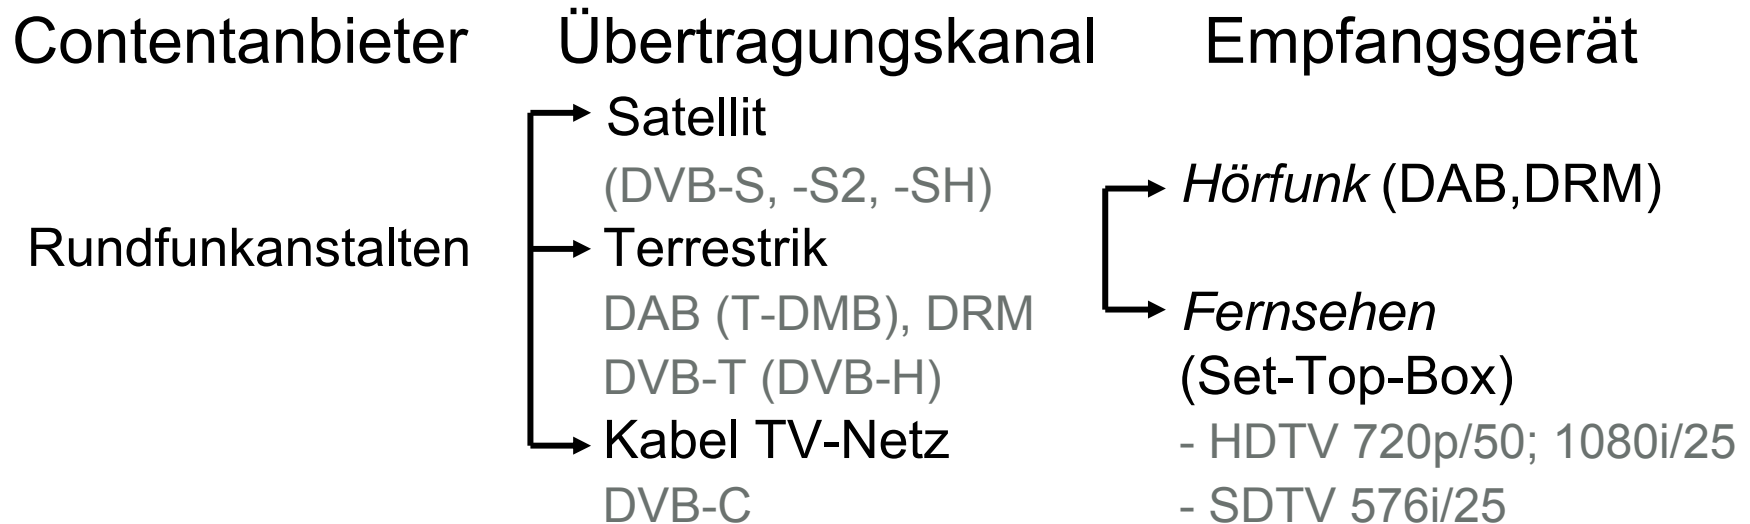 Contentanbieter
Übertragungskanal
Empfangsgerät
Rundfunkanstalten
Satellit
(DVB-S, -S2, -SH)
Terrestrik
DAB (T-DMB), DRM
DVB-T (DVB-H)
Kabel TV-Netz
DVB-C
Hörfunk (DAB,DRM)
Fernsehen
(Set-Top-Box)
- HDTV 720p/50; 1080i/25
- SDTV 576i/25